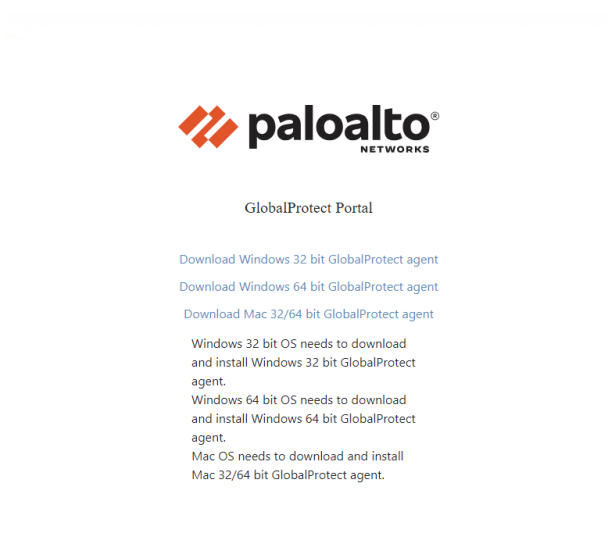 paloalto®
NETWORKS
GlobalProtect Portal
Download Windows 32 bit GlobalProtect agent
Download Windows 64 bit GlobalProtect agent
Download Mac 32/64 bit GlobalProtect agent
Windows 32 bit OS needs to download
and install Windows 32 bit GlobalProtect
agent.
Windows 64 bit OS needs to download
and install Windows 64 bit GlobalProtect
agent.
Mac OS needs to download and install
Mac 32/64 bit GlobalProtect agent.